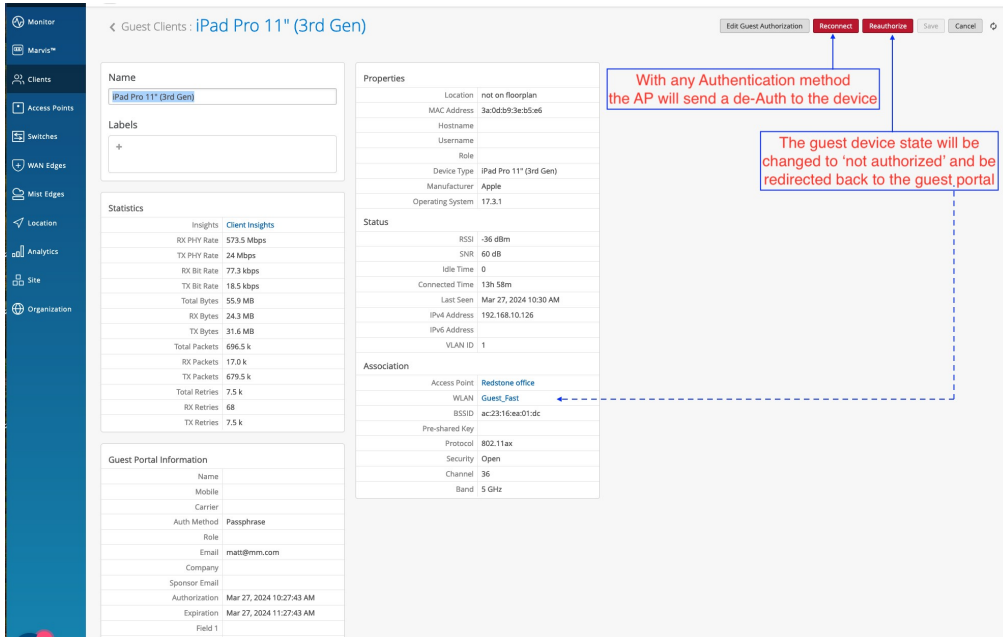 Monitor
Marvis™
Clients
Access Points
Switches
WAN Edges
Mist Edges
Location
Analytics
Site
Organization
< Guest Clients : iPad Pro 11" (3rd Gen)
Edit Guest Authorization
Reconnect
Reauthorize
Save
Cancel
With any Authentication method
the AP will send a de-Auth to the device
The guest device state will be
changed to ‘not authorized’ and be
redirected back to the guest portal
Name
iPad Pro 11" (3rd Gen)
Labels
+
Statistics
Insights Client Insights
RX PHY Rate 573.5 Mbps
TX PHY Rate 24 Mbps
RX Bit Rate 77.3 kbps
TX Bit Rate 18.5 kbps
Total Bytes 55.9 MB
RX Bytes 24.3 MB
TX Bytes 31.6 MB
Total Packets 696.5 k
RX Packets 17.0 k
TX Packets 679.5 k
Total Retries 7.5 k
RX Retries 68
TX Retries 7.5 k
Guest Portal Information
Name
Mobile
Carrier
Auth Method Passphrase
Role
Email matt@mm.com
Company
Sponsor Email
Authorization Mar 27, 2024 10:27:43 AM
Expiration Mar 27, 2024 11:27:43 AM
Field 1
Properties
Location not on floorplan
MAC Address 3a:0d:b9:3e:b5:e6
Hostname
Username
Role
Device Type iPad Pro 11" (3rd Gen)
Manufacturer Apple
Operating System 17.3.1
Status
RSSI -36 dBm
SNR 60 dB
Idle Time 0
Connected Time 13h 58m
Last Seen Mar 27, 2024 10:30 AM
IPv4 Address 192.168.10.126
IPv6 Address
VLAN ID 1
Association
Access Point Redstone office
WLAN Guest_Fast
BSSID ac:23:16:ea:01:dc
Pre-shared Key
Protocol 802.11ax
Security Open
Channel 36
Band 5 GHz